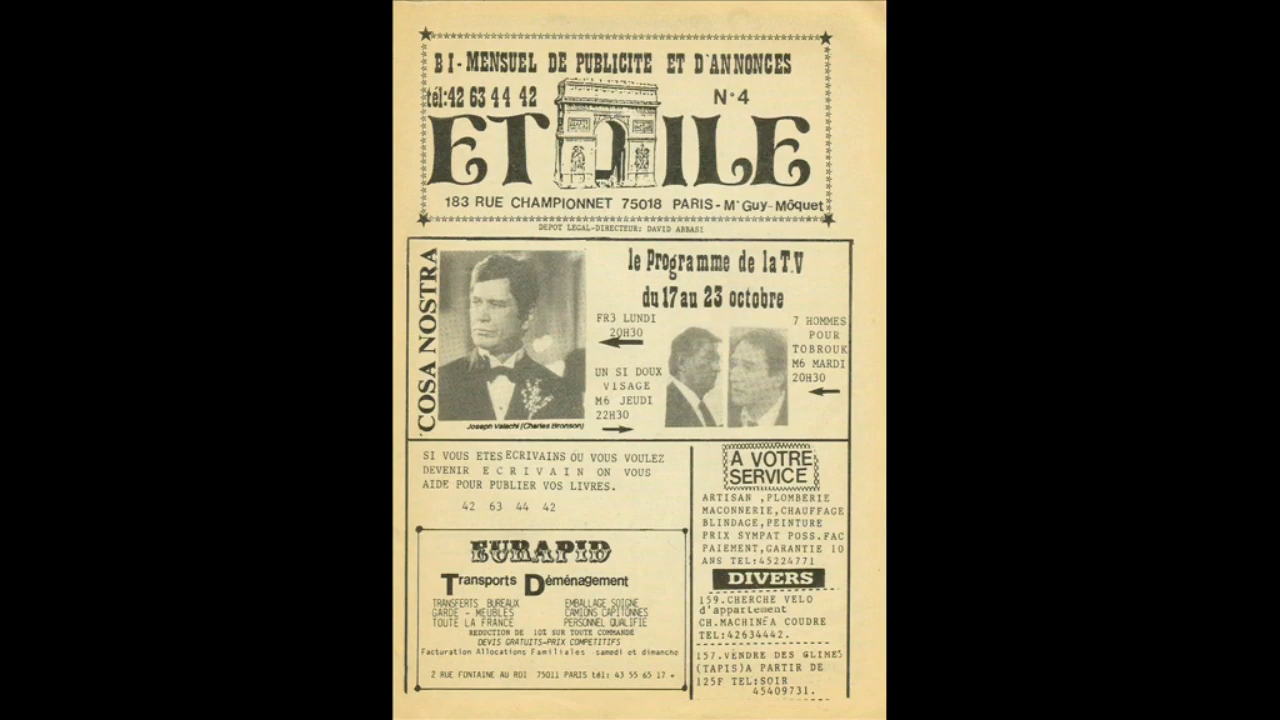 BI-MENSUEL DE PUBLICITE ET D'ANNONCES
tél:42 63 44 42
N°4
ETOILE
183 RUE CHAMPIONNET 75018 PARIS-M° Guy-Môquet
DEPOT LEGAL-DIRECTEUR: DAVID ABBASI
COSA NOSTRA
Joseph Valachi (Charles Bronson)
le Programme de la T.V
du 17 au 23 octobre
FR3 LUNDI
20H30
UN SI DOUX
VISAGE
M6 JEUDI
22H30
7 HOMMES
POUR
TOBROUK
M6 MARDI
20H30
SI VOUS ETES ECRIVAINS OU VOUS VOULEZ
DEVENIR E C R I V A I N ON VOUS
AIDE POUR PUBLIER VOS LIVRES.
42 63 44 42
EURAPID
Transports Déménagement
TRANSFERTS BUREAUX
GARDE - MEUBLES
TOUTE LA FRANCE
EMBALLAGE SOIGNE
CAMIONS CAPITONNES
PERSONNEL QUALIFIE
REDUCTION DE 10% SUR TOUTE COMMANDE
DEVIS GRATUITS-PRIX COMPETITIFS
Facturation Allocations Familiales samedi et dimanche
2 RUE FONTAINE AU ROI 75011 PARIS tél: 43 55 65 17
A VOTRE
SERVICE
ARTISAN ,PLOMBERIE
MACONNERIE,CHAUFFAGE
BLINDAGE,PEINTURE
PRIX SYMPAT POSS.FAC
PAIEMENT,GARANTIE 10
ANS TEL:45224771
DIVERS
159.CHERCHE VELO
d'appartement
CH.MACHINE A COUDRE
TEL:42634442.
157.VENDRE DES GLIMES
(TAPIS)A PARTIR DE
125F TEL:SOIR
45409731.